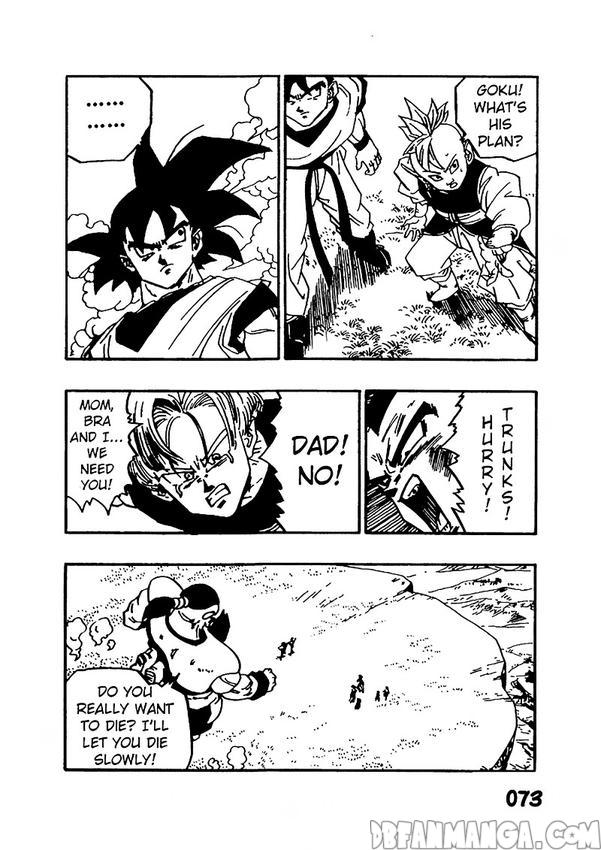 GOKU!
WHAT'S
HIS
PLAN?
......
......
TRUNKS!
HURRY!
DAD!
NO!
MOM,
BRA
AND I...
WE
NEED
YOU!
DO YOU
REALLY WANT
TO DIE? I'LL
LET YOU DIE
SLOWLY!
073
DBFANMANGA.COM